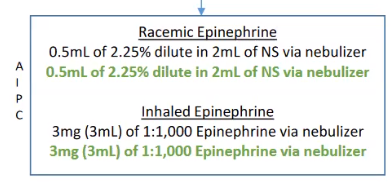 Racemic Epinephrine
0.5mL of 2.25% dilute in 2mL of NS via nebulizer
0.5mL of 2.25% dilute in 2mL of NS via nebulizer
A
I
P
C
Inhaled Epinephrine
3mg (3mL) of 1:1,000 Epinephrine via nebulizer
3mg (3mL) of 1:1,000 Epinephrine via nebulizer